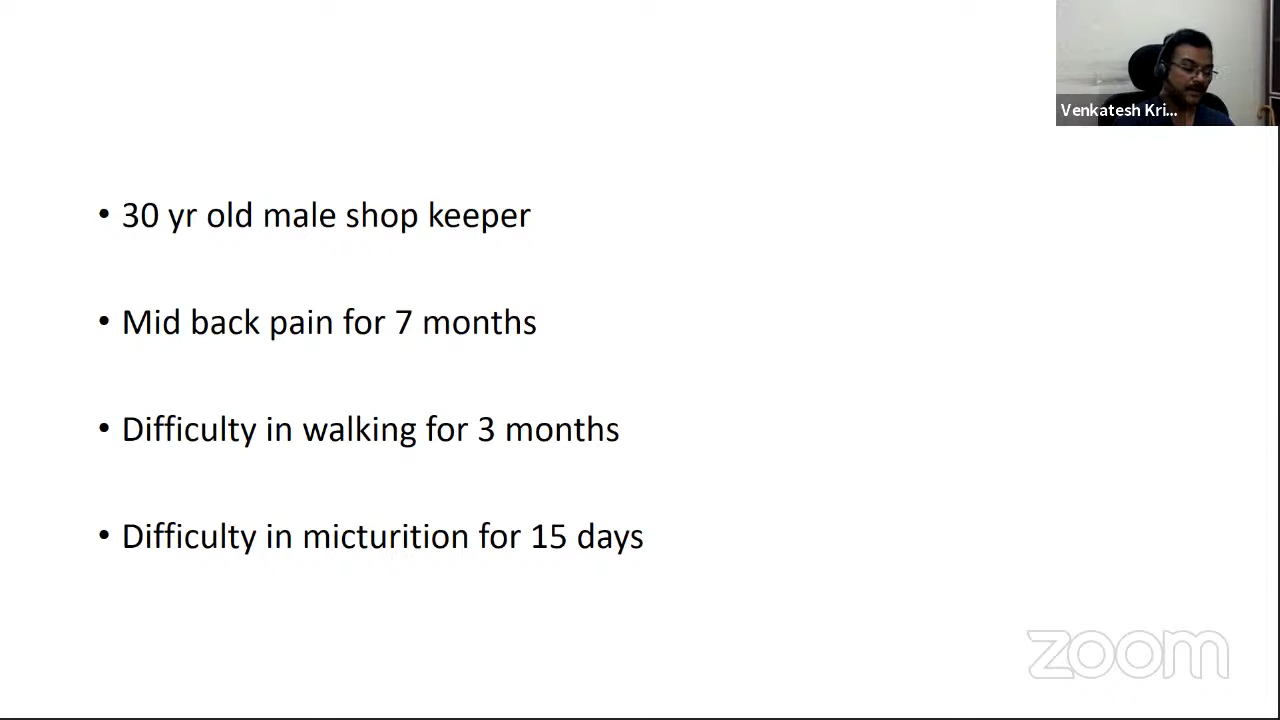 Venkatesh Kri...
• 30 yr old male shop keeper
• Mid back pain for 7 months
• Difficulty in walking for 3 months
• Difficulty in micturition for 15 days
zoom